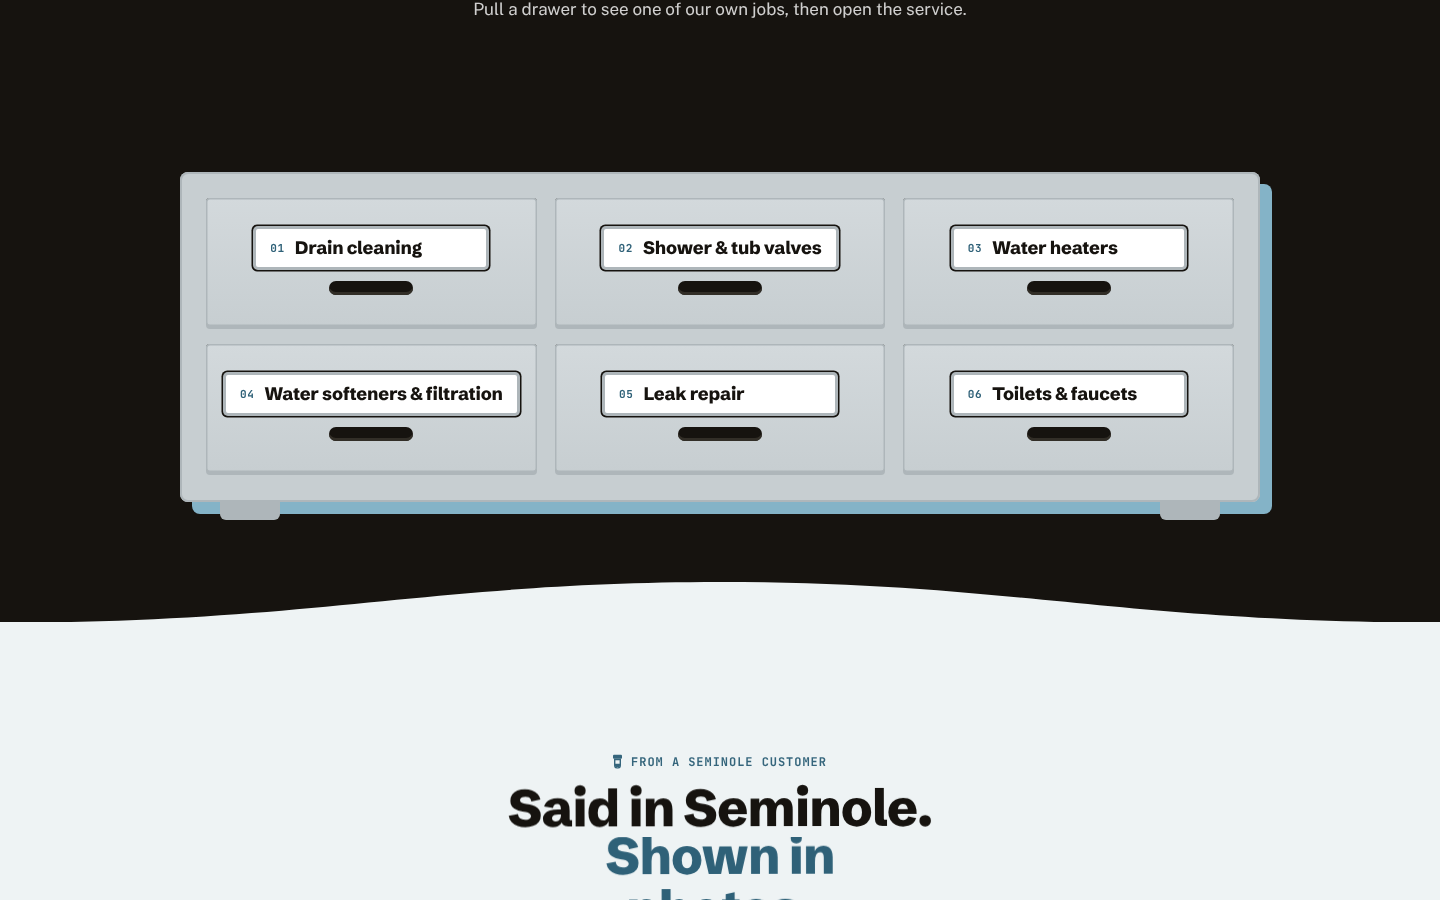 Pull a drawer to see one of our own jobs, then open the service.
01 Drain cleaning
02 Shower & tub valves
03 Water heaters
04 Water softeners & filtration
05 Leak repair
06 Toilets & faucets
FROM A SEMINOLE CUSTOMER
Said in Seminole.
Shown in